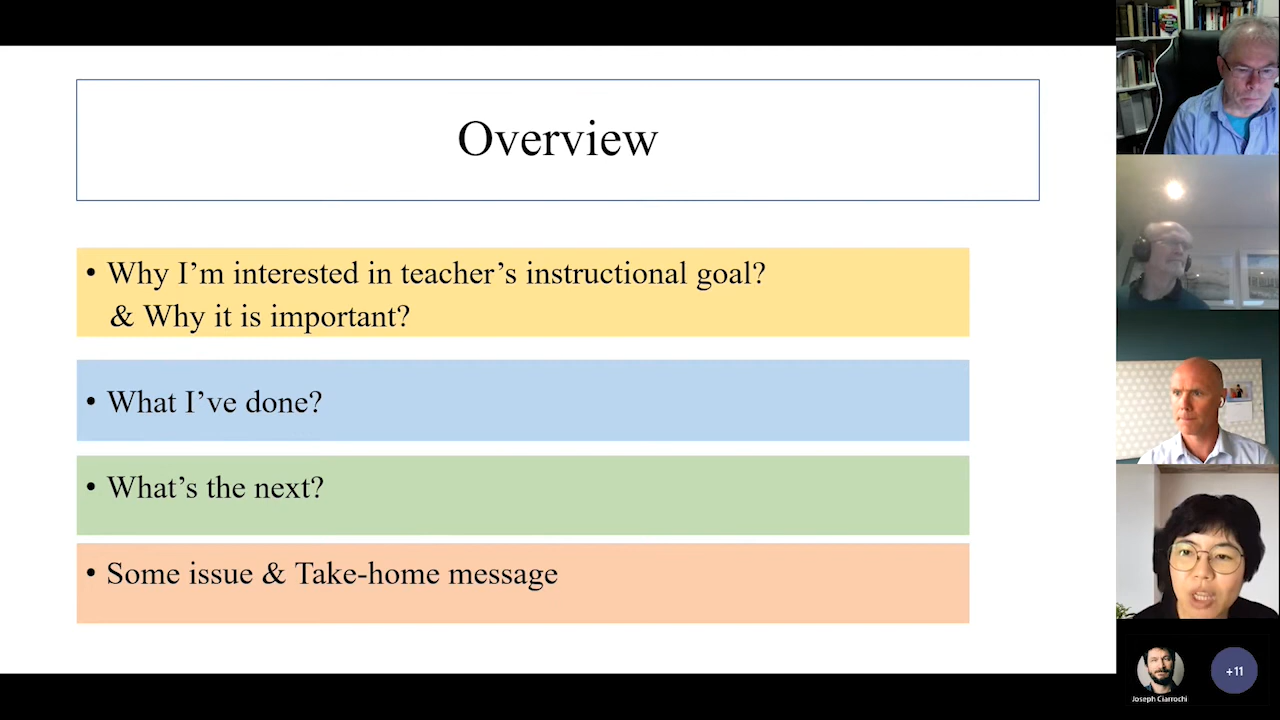 Overview
• Why I’m interested in teacher’s instructional goal?
& Why it is important?
• What I’ve done?
• What’s the next?
• Some issue & Take-home message
Joseph Ciarrochi
+11